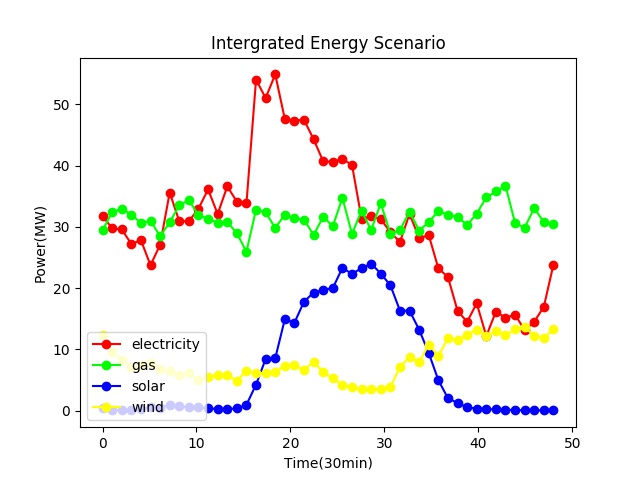 Intergrated Energy Scenario
Power(MW)
50
40
30
20
10
0
electricity
gas
solar
wind
0 10 20 30 40 50
Time(30min)